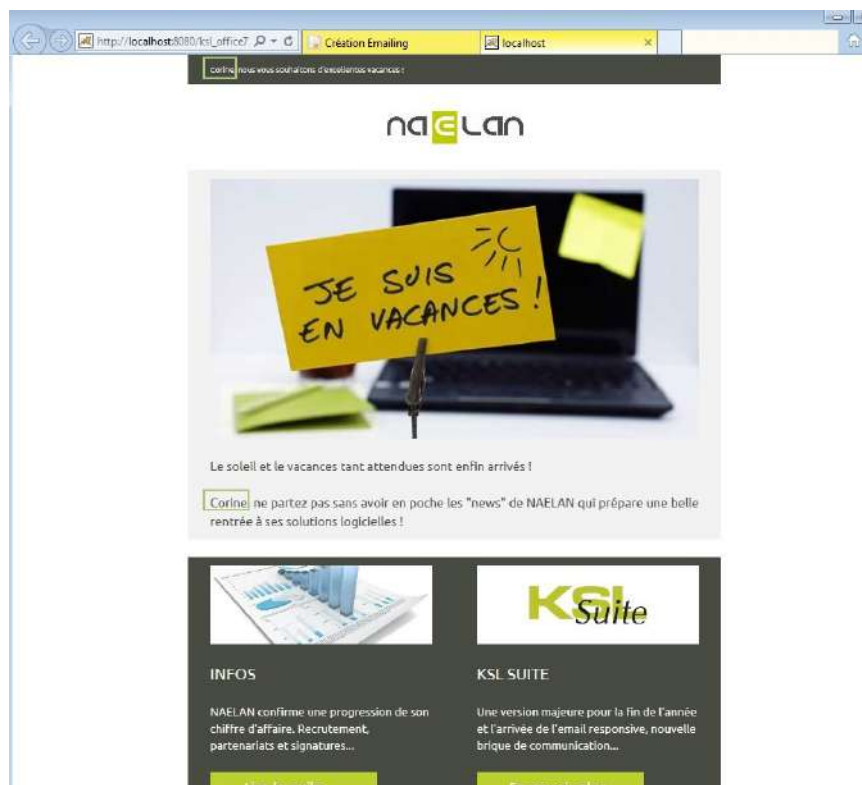 http://localhost:8080/ksl_office7
Création Emailing
localhost
Corine nous vous souhaitons d'excellentes vacances !
naeLan
JE SUIS
EN VACANCES !
Le soleil et le vacances tant attendues sont enfin arrivés !
Corine ne partez pas sans avoir en poche les "news" de NAELAN qui prépare une belle
rentrée à ses solutions logicielles !
KSL
Suite
INFOS
KSL SUITE
NAELAN confirme une progression de son
chiffre d'affaire. Recrutement,
partenariats et signatures...
Une version majeure pour la fin de l'année
et l'arrivée de l'email responsive, nouvelle
brique de communication...